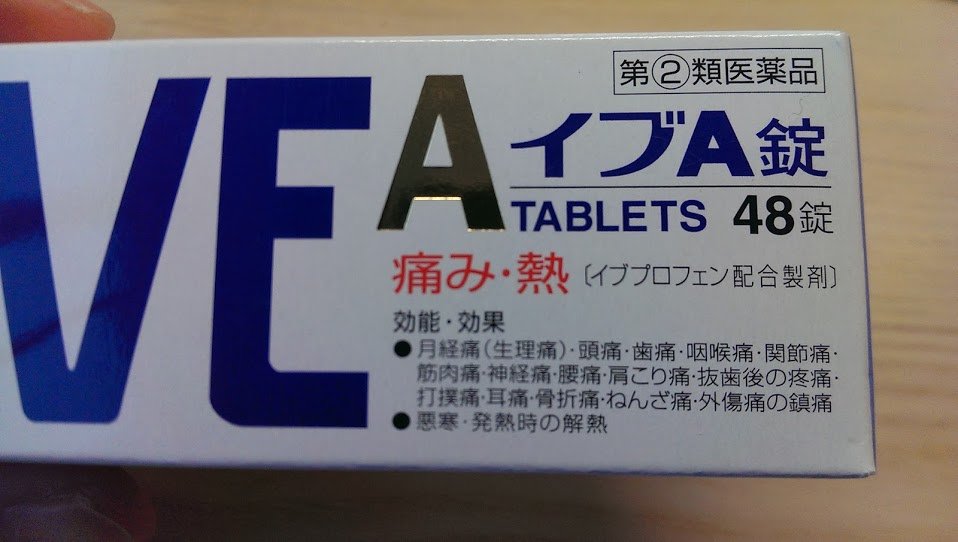 第②類医薬品
VEA
イブA錠
TABLETS 48錠
痛み・熱 〔イブプロフェン配合製剤〕
効能・効果
●月経痛(生理痛)・頭痛・歯痛・咽喉痛・関節痛・
筋肉痛・神経痛・腰痛・肩こり痛・抜歯後の疼痛・
打撲痛・耳痛・骨折痛・ねんざ痛・外傷痛の鎮痛
●悪寒・発熱時の解熱